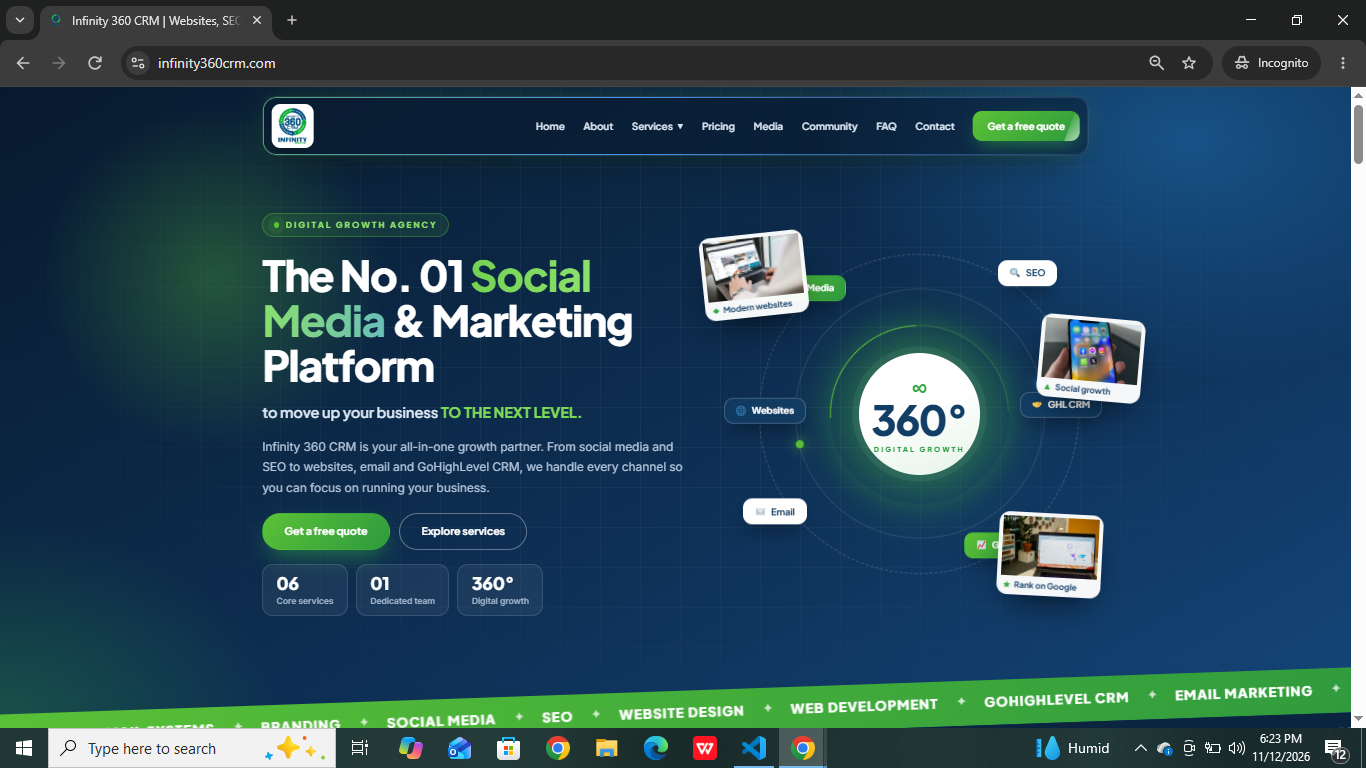 Infinity 360 CRM | Websites, SEO
infinity360crm.com
Incognito
360
INFINITY
Home
About
Services ▼
Pricing
Media
Community
FAQ
Contact
Get a free quote
DIGITAL GROWTH AGENCY
The No. 01 Social
Media & Marketing
Platform
to move up your business TO THE NEXT LEVEL.
Infinity 360 CRM is your all-in-one growth partner. From social media and
SEO to websites, email and GoHighLevel CRM, we handle every channel so
you can focus on running your business.
Get a free quote
Explore services
06
Core services
01
Dedicated team
360°
Digital growth
Media
Modern websites
SEO
Social growth
GHL CRM
Websites
∞
360°
DIGITAL GROWTH
Email
Rank on Google
BRANDING
SOCIAL MEDIA
SEO
WEBSITE DESIGN
WEB DEVELOPMENT
GOHIGHLEVEL CRM
EMAIL MARKETING
Type here to search
Humid
6:23 PM
11/12/2026
12